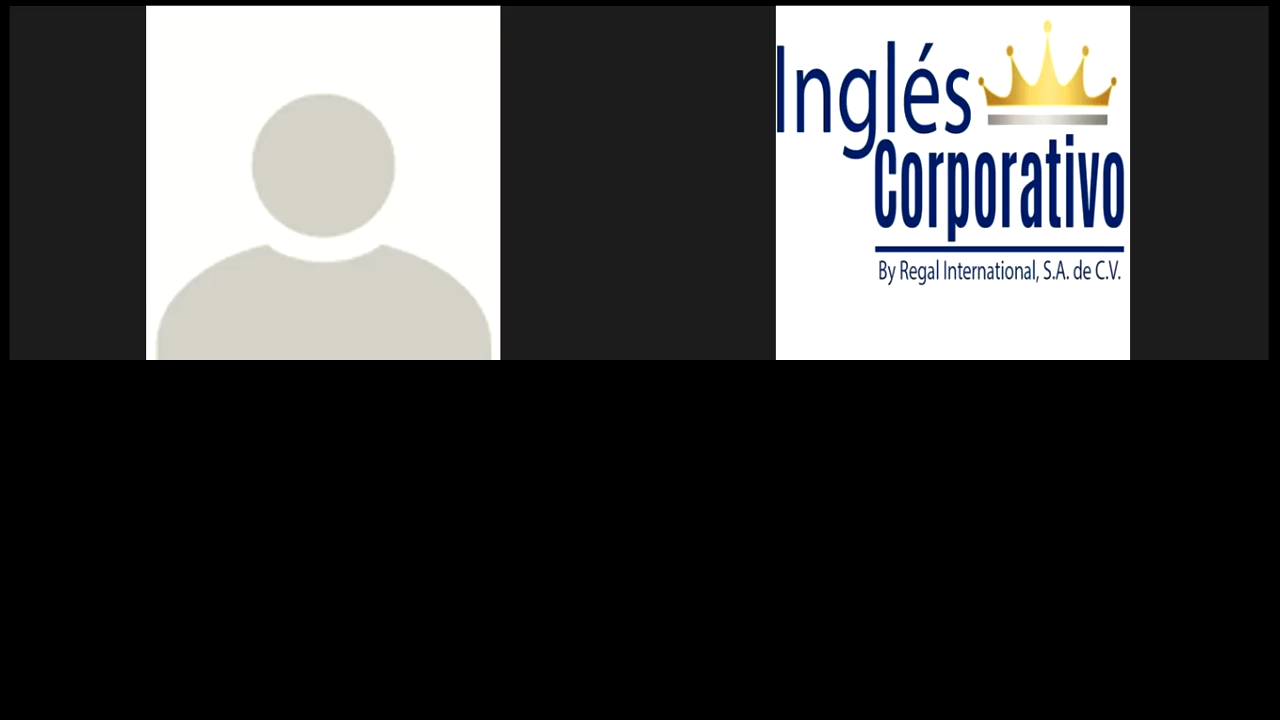 Inglés
Corporativo
By Regal International, S.A. de C.V.